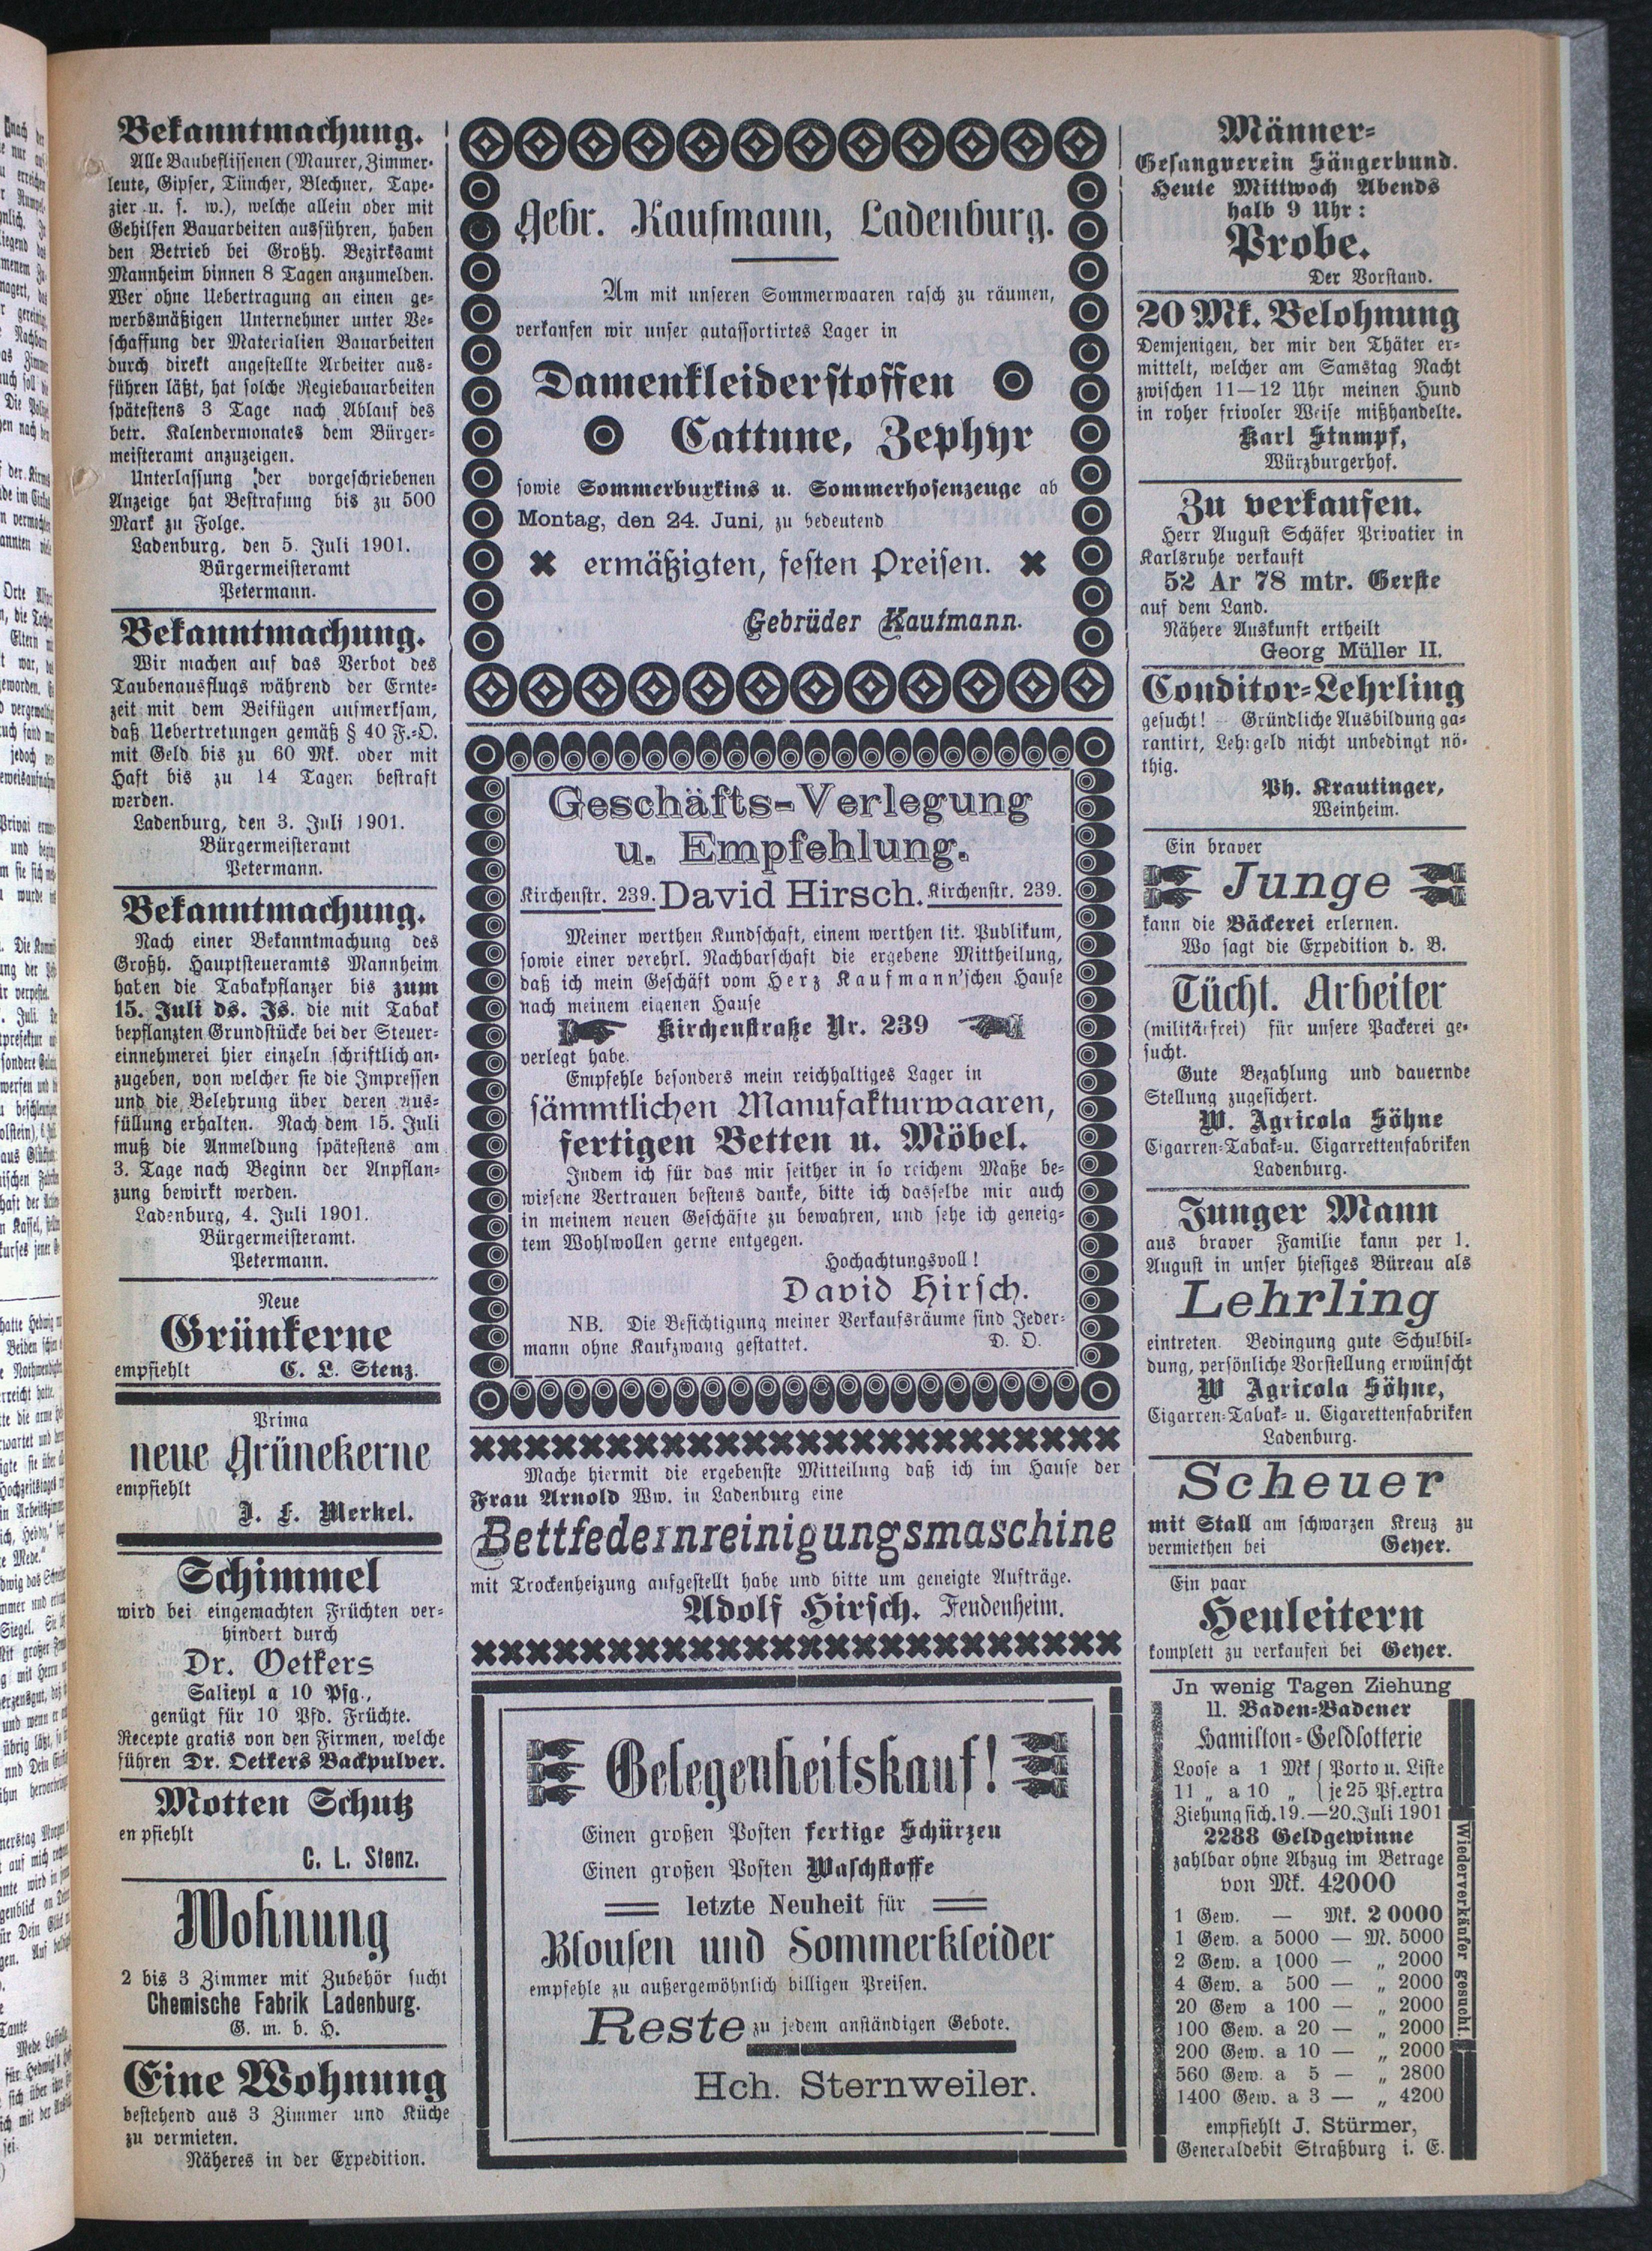 Bekanntmachung.
Alle Baubeflissenen (Maurer, Zimmer-
leute, Gipser, Tüncher, Blechner, Tape-
zier u. s. w.), welche allein oder mit
Gehilfen Bauarbeiten ausführen, haben
den Betrieb bei Großh. Bezirksamt
Mannheim binnen 8 Tagen anzumelden.
Wer ohne Uebertragung an einen ge-
werbsmäßigen Unternehmer unter Be-
schaffung der Materialien Bauarbeiten
durch direkt angestellte Arbeiter aus-
führen läßt, hat solche Regiebauarbeiten
spätestens 3 Tage nach Ablauf des
betr. Kalendermonates dem Bürger-
meisteramt anzuzeigen.
Unterlassung der vorgeschriebenen
Anzeige hat Bestrafung bis zu 500
Mark zu Folge.
Ladenburg, den 5. Juli 1901.
Bürgermeisteramt
Petermann.
Bekanntmachung.
Wir machen auf das Verbot des
Taubenausflugs während der Ernte-
zeit mit dem Beifügen aufmerksam,
daß Uebertretungen gemäß § 40 F.-O.
mit Geld bis zu 60 Mk. oder mit
Haft bis zu 14 Tagen bestraft
werden.
Ladenburg, den 3. Juli 1901.
Bürgermeisteramt
Petermann.
Bekanntmachung.
Nach einer Bekanntmachung des
Großh. Hauptsteueramts Mannheim
haben die Tabakpflanzer bis zum
15. Juli ds. Js. die mit Tabak
bepflanzten Grundstücke bei der Steuer-
einnehmerei hier einzeln schriftlich an-
zugeben, von welcher sie die Impressen
und die Belehrung über deren Aus-
füllung erhalten. Nach dem 15. Juli
muß die Anmeldung spätestens am
3. Tage nach Beginn der Anpflan-
zung bewirkt werden.
Ladenburg, 4. Juli 1901.
Bürgermeisteramt.
Petermann.
Neue
Grünkerne
empfiehlt C. L. Stenz.
Prima
neue Grünekerne
empfiehlt
J. F. Merkel.
Schimmel
wird bei eingemachten Früchten ver-
hindert durch
Dr. Oetkers
Salicyl a 10 Pfg.,
genügt für 10 Pfd. Früchte.
Recepte gratis von den Firmen, welche
führen Dr. Oetkers Backpulver.
Motten Schutz
enpfiehlt
C. L. Stenz.
Wohnung
2 bis 3 Zimmer mit Zubehör sucht
Chemische Fabrik Ladenburg.
G. m. b. H.
Eine Wohnung
bestehend aus 3 Zimmer und Küche
zu vermieten.
Näheres in der Expedition.
Gebr. Kaufmann, Ladenburg.
Um mit unseren Sommerwaaren rasch zu räumen,
verkaufen wir unser gutassortirtes Lager in
Damenkleiderstoffen
Cattune, Zephyr
sowie Sommerburkins u. Sommerhosenzeuge ab
Montag, den 24. Juni, zu bedeutend
ermäßigten, festen Preisen.
Gebrüder Kaufmann.
Geschäfts-Verlegung
u. Empfehlung.
Kirchenstr. 239. David Hirsch. Kirchenstr. 239.
Meiner werthen Kundschaft, einem werthen tit. Publikum,
sowie einer verehrl. Nachbarschaft die ergebene Mittheilung,
daß ich mein Geschäft vom Herz Kaufmann'schen Hause
nach meinem eigenen Hause
Kirchenstraße Nr. 239
verlegt habe.
Empfehle besonders mein reichhaltiges Lager in
sämmtlichen Manufakturwaaren,
fertigen Betten u. Möbel.
Indem ich für das mir seither in so reichem Maße be-
wiesene Vertrauen bestens danke, bitte ich dasselbe mir auch
in meinem neuen Geschäfte zu bewahren, und sehe ich geneig-
tem Wohlwollen gerne entgegen.
Hochachtungsvoll!
David Hirsch.
NB. Die Besichtigung meiner Verkaufsräume sind Jeder-
mann ohne Kaufzwang gestattet. D. O.
Mache hiermit die ergebenste Mitteilung daß ich im Hause der
Frau Arnold Ww. in Ladenburg eine
Bettfedernreinigungsmaschine
mit Trockenheizung aufgestellt habe und bitte um geneigte Aufträge.
Adolf Hirsch. Feudenheim.
Gelegenheitskauf!
Einen großen Posten fertige Schürzen
Einen großen Posten Waschstoffe
letzte Neuheit für
Blousen und Sommerkleider
empfehle zu außergewöhnlich billigen Preisen.
Reste zu jedem anständigen Gebote.
Hch. Sternweiler.
Männer-
Gesangverein Sängerbund.
Heute Mittwoch Abends
halb 9 Uhr:
Probe.
Der Vorstand.
20 Mk. Belohnung
Demjenigen, der mir den Thäter er-
mittelt, welcher am Samstag Nacht
zwischen 11—12 Uhr meinen Hund
in roher frivoler Weise mißhandelte.
Karl Stumpf,
Würzburgerhof.
Zu verkaufen.
Herr August Schäfer Privatier in
Karlsruhe verkauft
52 Ar 78 mtr. Gerste
auf dem Land.
Nähere Auskunft ertheilt
Georg Müller II.
Conditor-Lehrling
gesucht! Gründliche Ausbildung ga-
rantirt, Lehrgeld nicht unbedingt nö-
thig.
Ph. Krautinger,
Weinheim.
Ein braver
Junge
kann die Bäckerei erlernen.
Wo sagt die Expedition d. B.
Tücht. Arbeiter
(militärfrei) für unsere Packerei ge-
sucht.
Gute Bezahlung und dauernde
Stellung zugesichert.
W. Agricola Söhne
Cigarren-Tabak-u. Cigarrettenfabriken
Ladenburg.
Junger Mann
aus braver Familie kann per 1.
August in unser hiesiges Büreau als
Lehrling
eintreten. Bedingung gute Schulbil-
dung, persönliche Vorstellung erwünscht
W Agricola Söhne,
Cigarren-Tabak- u. Cigarettenfabriken
Ladenburg.
Scheuer
mit Stall am schwarzen Kreuz zu
vermiethen bei Geyer.
Ein paar
Heuleitern
komplett zu verkaufen bei Geyer.
In wenig Tagen Ziehung
11. Baden-Badener
Hamilton-Geldlotterie
Loose a 1 Mk { Porto u. Liste
11 „ a 10 „ { je 25 Pf. extra
Ziehung sich. 19.—20. Juli 1901
2288 Geldgewinne
zahlbar ohne Abzug im Betrage
von Mk. 42000
1 Gew. — Mk. 20000
1 Gew. a 5000 — M. 5000
2 Gew. a 1000 — „ 2000
4 Gew. a 500 — „ 2000
20 Gew a 100 — „ 2000
100 Gew. a 20 — „ 2000
200 Gew. a 10 — „ 2000
560 Gew. a 5 — „ 2800
1400 Gew. a 3 — „ 4200
empfiehlt J. Stürmer,
Generaldebit Straßburg i. E.
Wiederverkäufer gesucht.